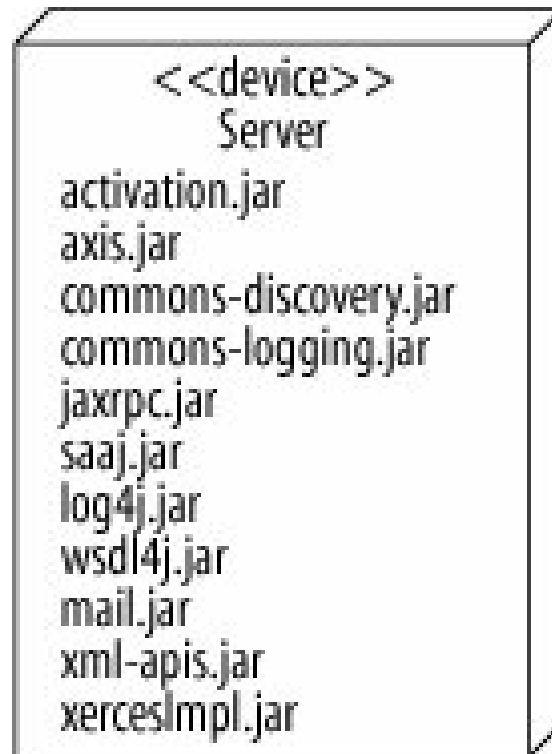 <<device>>
Server
activation.jar
axis.jar
commons-discovery.jar
commons-logging.jar
jaxrpc.jar
saaj.jar
log4j.jar
wsdl4j.jar
mail.jar
xml-apis.jar
xercesImpl.jar